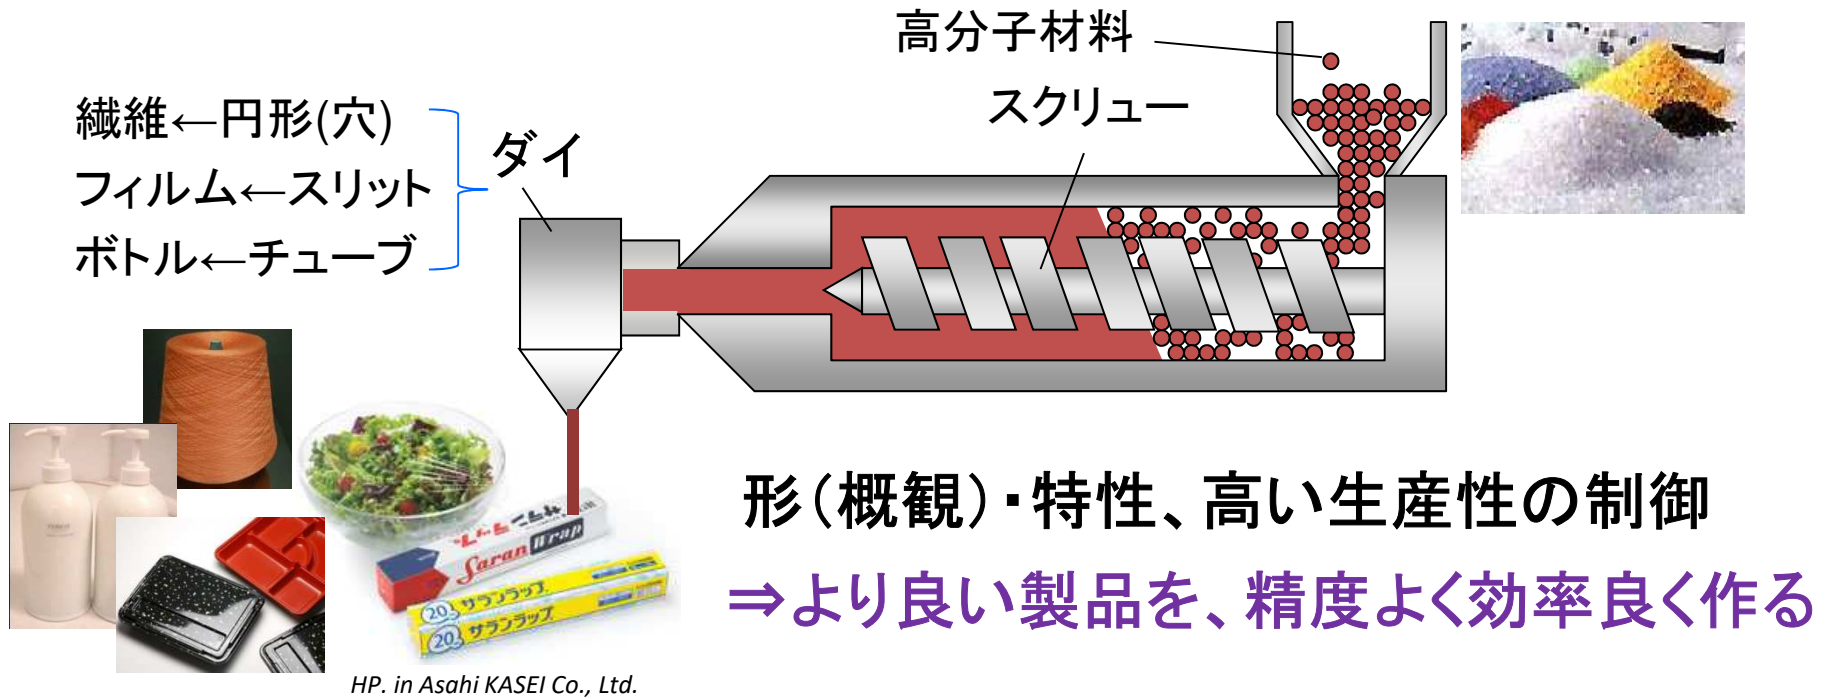 高分子材料
スクリュー
繊維←円形(穴)
フィルム←スリット
ボトル←チューブ
ダイ
形(概観)・特性、高い生産性の制御
⇒より良い製品を、精度よく効率良く作る
Saran Wrap
20 サランラップ
20 サランラップ
HP. in Asahi KASEI Co., Ltd.